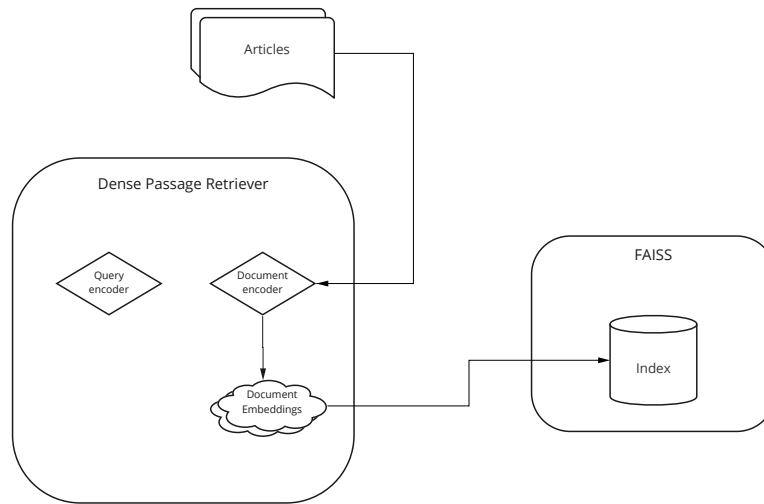 Articles
Dense Passage Retriever
Query
encoder
Document
encoder
FAISS
Index
Document
Embeddings